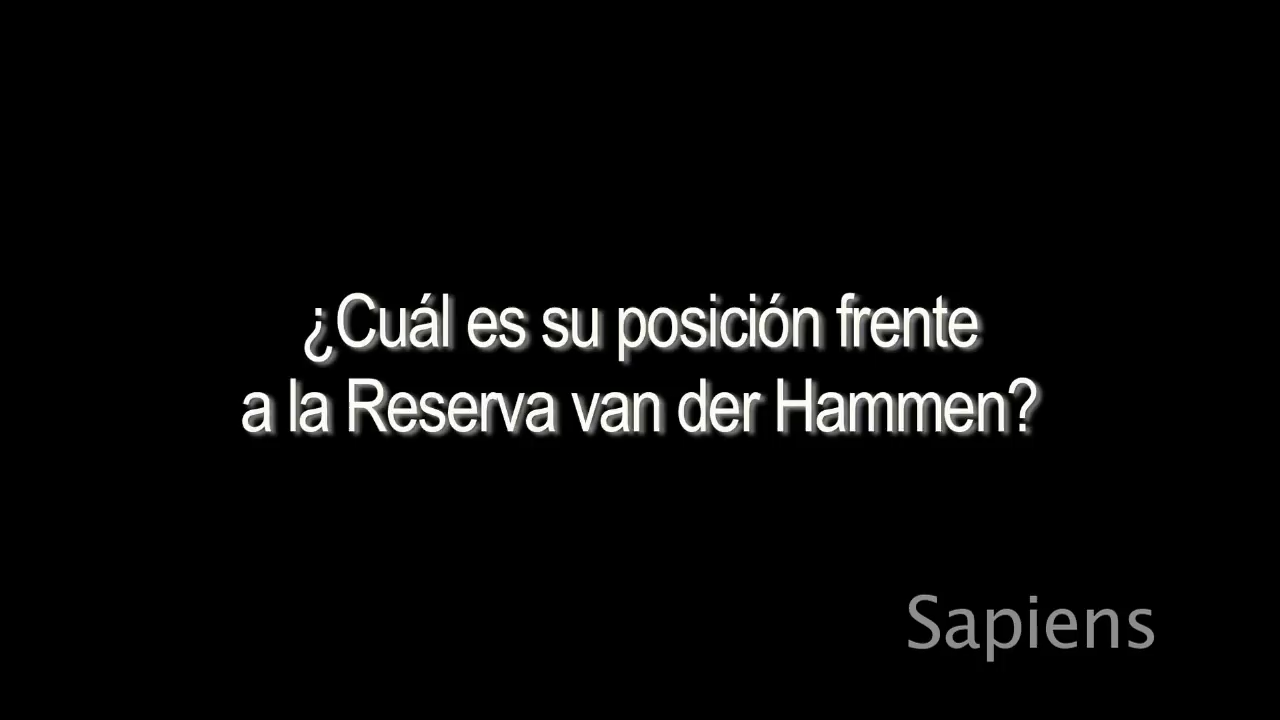 ¿Cuál es su posición frente
a la Reserva van der Hammen?
Sapiens